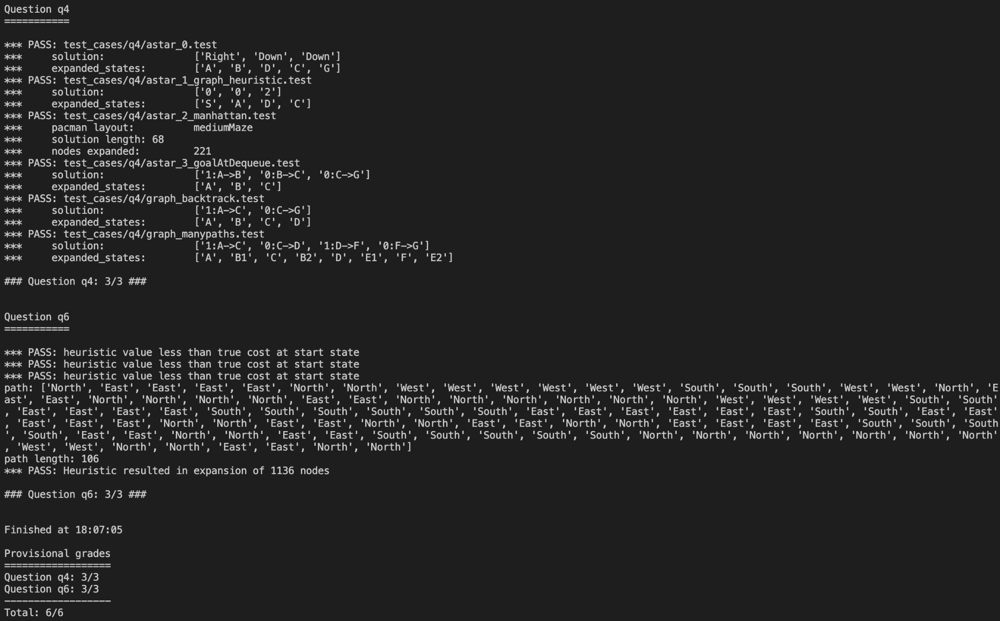 Question q4
===========
*** PASS: test_cases/q4/astar_0.test
***     solution:               ['Right', 'Down', 'Down']
***     expanded_states:        ['A', 'B', 'D', 'C', 'G']
*** PASS: test_cases/q4/astar_1_graph_heuristic.test
***     solution:               ['0', '0', '2']
***     expanded_states:        ['S', 'A', 'D', 'C']
*** PASS: test_cases/q4/astar_2_manhattan.test
***     pacman layout:          mediumMaze
***     solution length: 68
***     nodes expanded:         221
*** PASS: test_cases/q4/astar_3_goalAtDequeue.test
***     solution:               ['1:A->B', '0:B->C', '0:C->G']
***     expanded_states:        ['A', 'B', 'C']
*** PASS: test_cases/q4/graph_backtrack.test
***     solution:               ['1:A->C', '0:C->G']
***     expanded_states:        ['A', 'B', 'C', 'D']
*** PASS: test_cases/q4/graph_manypaths.test
***     solution:               ['1:A->C', '0:C->D', '1:D->F', '0:F->G']
***     expanded_states:        ['A', 'B1', 'C', 'B2', 'D', 'E1', 'F', 'E2']
### Question q4: 3/3 ###
Question q6
===========
*** PASS: heuristic value less than true cost at start state
*** PASS: heuristic value less than true cost at start state
*** PASS: heuristic value less than true cost at start state
path: ['North', 'East', 'East', 'East', 'East', 'North', 'North', 'West', 'West', 'West', 'West', 'West', 'West', 'South', 'South', 'South', 'West', 'West', 'North', 'E
ast', 'East', 'North', 'North', 'North', 'North', 'East', 'East', 'North', 'North', 'North', 'North', 'North', 'North', 'West', 'West', 'West', 'West', 'South', 'South'
, 'East', 'East', 'East', 'East', 'South', 'South', 'South', 'South', 'South', 'South', 'East', 'East', 'East', 'East', 'East', 'East', 'South', 'South', 'East', 'East'
, 'East', 'East', 'East', 'North', 'North', 'East', 'East', 'North', 'North', 'East', 'East', 'North', 'North', 'East', 'East', 'East', 'East', 'South', 'South', 'South
', 'South', 'East', 'East', 'North', 'North', 'East', 'East', 'South', 'South', 'South', 'South', 'South', 'North', 'North', 'North', 'North', 'North', 'North', 'North'
, 'West', 'West', 'North', 'North', 'East', 'East', 'North', 'North']
path length: 106
*** PASS: Heuristic resulted in expansion of 1136 nodes
### Question q6: 3/3 ###
Finished at 18:07:05
Provisional grades
==================
Question q4: 3/3
Question q6: 3/3
------------------
Total: 6/6